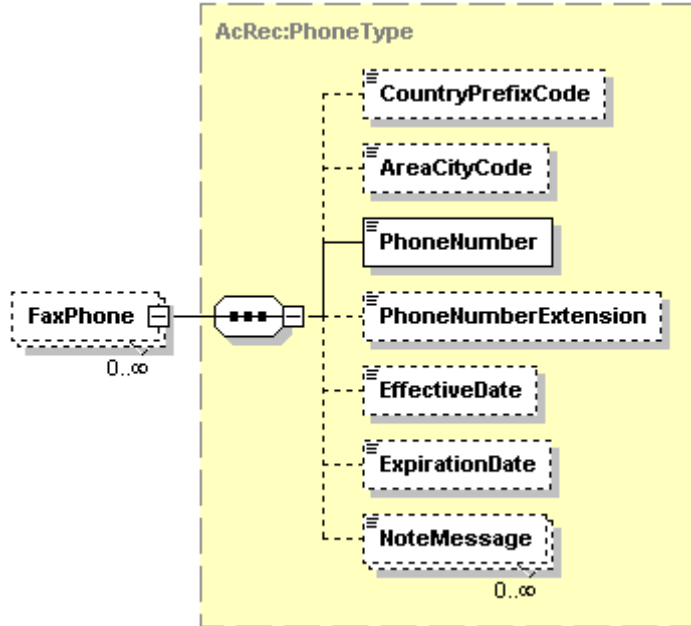 AcRec:PhoneType
CountryPrefixCode
AreaCityCode
PhoneNumber
FaxPhone
0..∞
PhoneNumberExtension
EffectiveDate
ExpirationDate
NoteMessage
0..∞